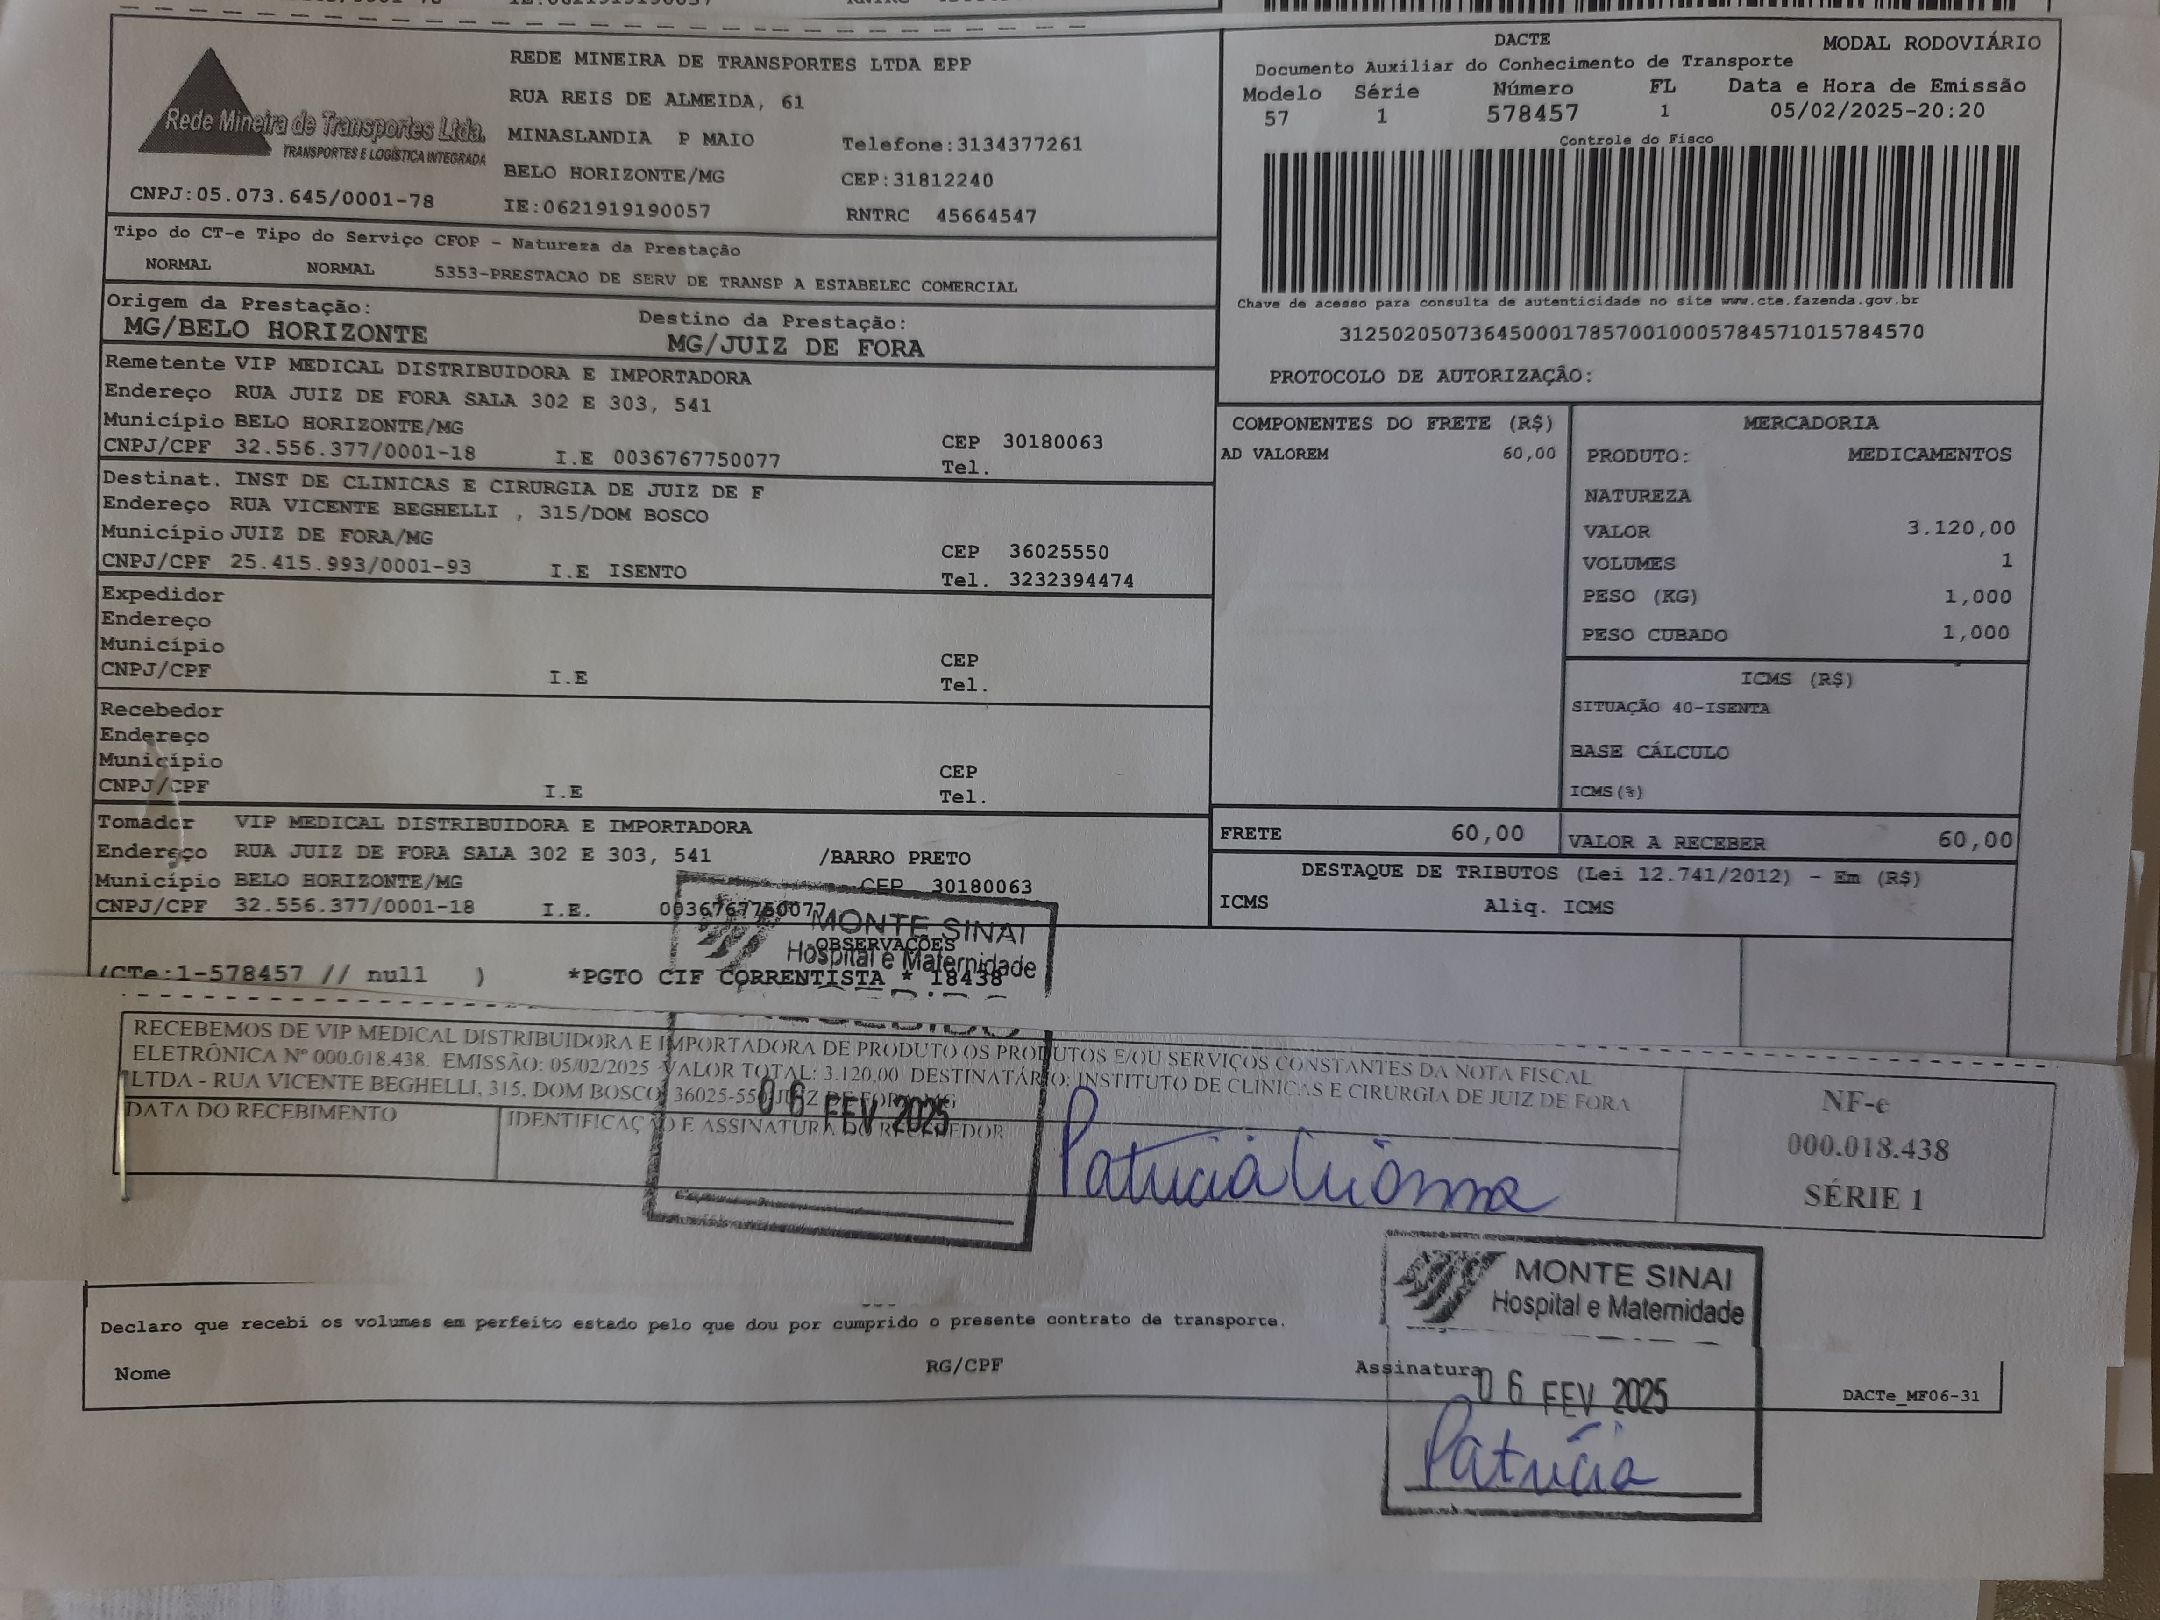 REDE MINEIRA DE TRANSPORTES LTDA EPP
RUA REIS DE ALMEIDA, 61
MINASLANDIA P MAIO Telefone:3134377261
BELO HORIZONTE/MG CEP:31812240
IE:0621919190057 RNTRC 45664547
Rede Mineira de Transportes Ltda.
TRANSPORTES E LOGÍSTICA INTEGRADA
CNPJ:05.073.645/0001-78
DACTE MODAL RODOVIÁRIO
Documento Auxiliar do Conhecimento de Transporte
Modelo Série Número FL Data e Hora de Emissão
57 1 578457 1 05/02/2025-20:20
Controle do Fisco
Chave de acesso para consulta de autenticidade no site www.cte.fazenda.gov.br
31250205073645000178570010005784571015784570
PROTOCOLO DE AUTORIZAÇÃO:
Tipo do CT-e Tipo do Serviço CFOP - Natureza da Prestação
NORMAL NORMAL 5353-PRESTACAO DE SERV DE TRANSP A ESTABELEC COMERCIAL
Origem da Prestação: Destino da Prestação:
MG/BELO HORIZONTE MG/JUIZ DE FORA
Remetente VIP MEDICAL DISTRIBUIDORA E IMPORTADORA
Endereço RUA JUIZ DE FORA SALA 302 E 303, 541
Município BELO HORIZONTE/MG CEP 30180063
CNPJ/CPF 32.556.377/0001-18 I.E 0036767750077 Tel.
Destinat. INST DE CLINICAS E CIRURGIA DE JUIZ DE F
Endereço RUA VICENTE BEGHELLI , 315/DOM BOSCO
Município JUIZ DE FORA/MG CEP 36025550
CNPJ/CPF 25.415.993/0001-93 I.E ISENTO Tel. 3232394474
Expedidor
Endereço
Município CEP
CNPJ/CPF I.E Tel.
Recebedor
Endereço
Município CEP
CNPJ/CPF I.E Tel.
Tomador VIP MEDICAL DISTRIBUIDORA E IMPORTADORA
Endereço RUA JUIZ DE FORA SALA 302 E 303, 541 /BARRO PRETO
Município BELO HORIZONTE/MG CEP 30180063
CNPJ/CPF 32.556.377/0001-18 I.E. 0036767750077
COMPONENTES DO FRETE (R$)
AD VALOREM 60,00
MERCADORIA
PRODUTO: MEDICAMENTOS
NATUREZA
VALOR 3.120,00
VOLUMES 1
PESO (KG) 1,000
PESO CUBADO 1,000
ICMS (R$)
SITUAÇÃO 40-ISENTA
BASE CÁLCULO
ICMS(%)
FRETE 60,00 VALOR A RECEBER 60,00
DESTAQUE DE TRIBUTOS (Lei 12.741/2012) - Em (R$)
ICMS Aliq. ICMS
OBSERVAÇÕES
(CTe:1-578457 // null ) *PGTO CIF CORRENTISTA * 18438
MONTE SINAI
Hospital e Maternidade
RECEBEMOS DE VIP MEDICAL DISTRIBUIDORA E IMPORTADORA DE PRODUTO OS PRODUTOS E/OU SERVIÇOS CONSTANTES DA NOTA FISCAL
ELETRÔNICA Nº 000.018.438. EMISSÃO: 05/02/2025 VALOR TOTAL: 3.120,00 DESTINATÁRIO: INSTITUTO DE CLÍNICAS E CIRURGIA DE JUIZ DE FORA
LTDA - RUA VICENTE BEGHELLI, 315, DOM BOSCO, 36025-550, JUIZ DE FORA/MG
06 FEV 2025
DATA DO RECEBIMENTO IDENTIFICAÇÃO E ASSINATURA DO RECEBEDOR
NF-e
000.018.438
SÉRIE 1
Declaro que recebi os volumes em perfeito estado pelo que dou por cumprido o presente contrato de transporte.
Nome RG/CPF Assinatura DACTe_MF06-31
MONTE SINAI
Hospital e Maternidade
06 FEV 2025
Patrícia